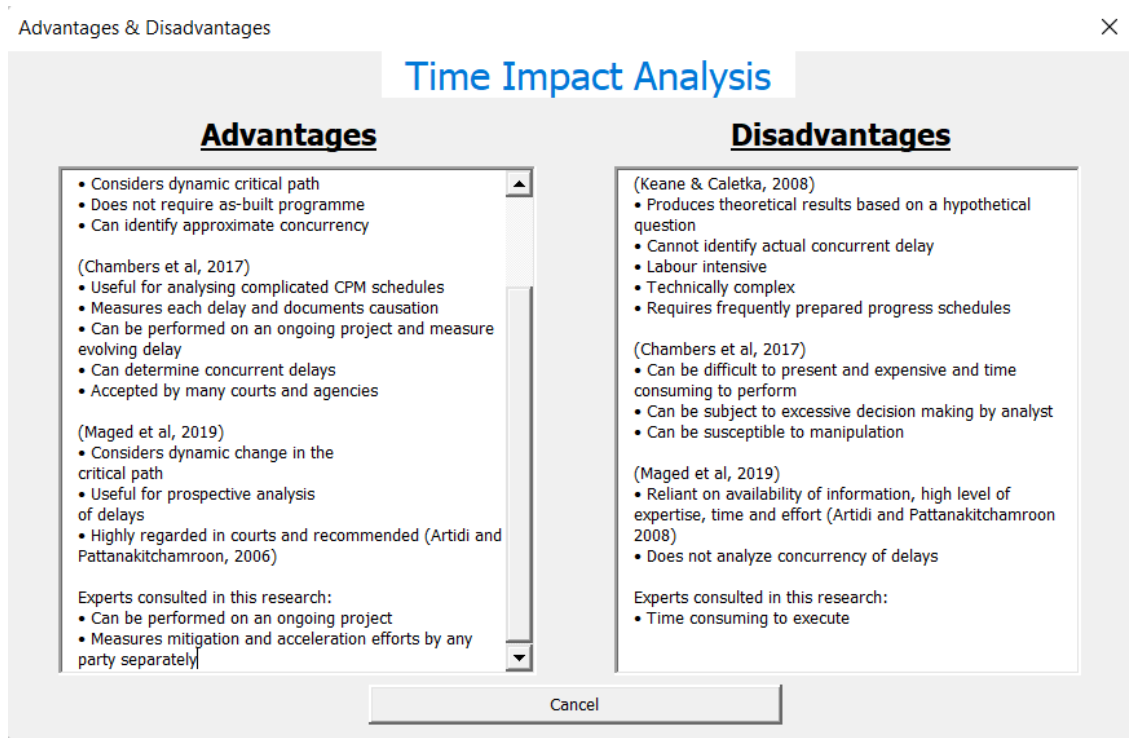 Advantages & Disadvantages
Time Impact Analysis
Advantages
• Considers dynamic critical path
• Does not require as-built programme
• Can identify approximate concurrency
(Chambers et al, 2017)
• Useful for analysing complicated CPM schedules
• Measures each delay and documents causation
• Can be performed on an ongoing project and measure
evolving delay
• Can determine concurrent delays
• Accepted by many courts and agencies
(Maged et al, 2019)
• Considers dynamic change in the
critical path
• Useful for prospective analysis
of delays
• Highly regarded in courts and recommended (Artidi and
Pattanakitchamroon, 2006)
Experts consulted in this research:
• Can be performed on an ongoing project
• Measures mitigation and acceleration efforts by any
party separately
Disadvantages
(Keane & Caletka, 2008)
• Produces theoretical results based on a hypothetical
question
• Cannot identify actual concurrent delay
• Labour intensive
• Technically complex
• Requires frequently prepared progress schedules
(Chambers et al, 2017)
• Can be difficult to present and expensive and time
consuming to perform
• Can be subject to excessive decision making by analyst
• Can be susceptible to manipulation
(Maged et al, 2019)
• Reliant on availability of information, high level of
expertise, time and effort (Artidi and Pattanakitchamroon
2008)
• Does not analyze concurrency of delays
Experts consulted in this research:
• Time consuming to execute
Cancel